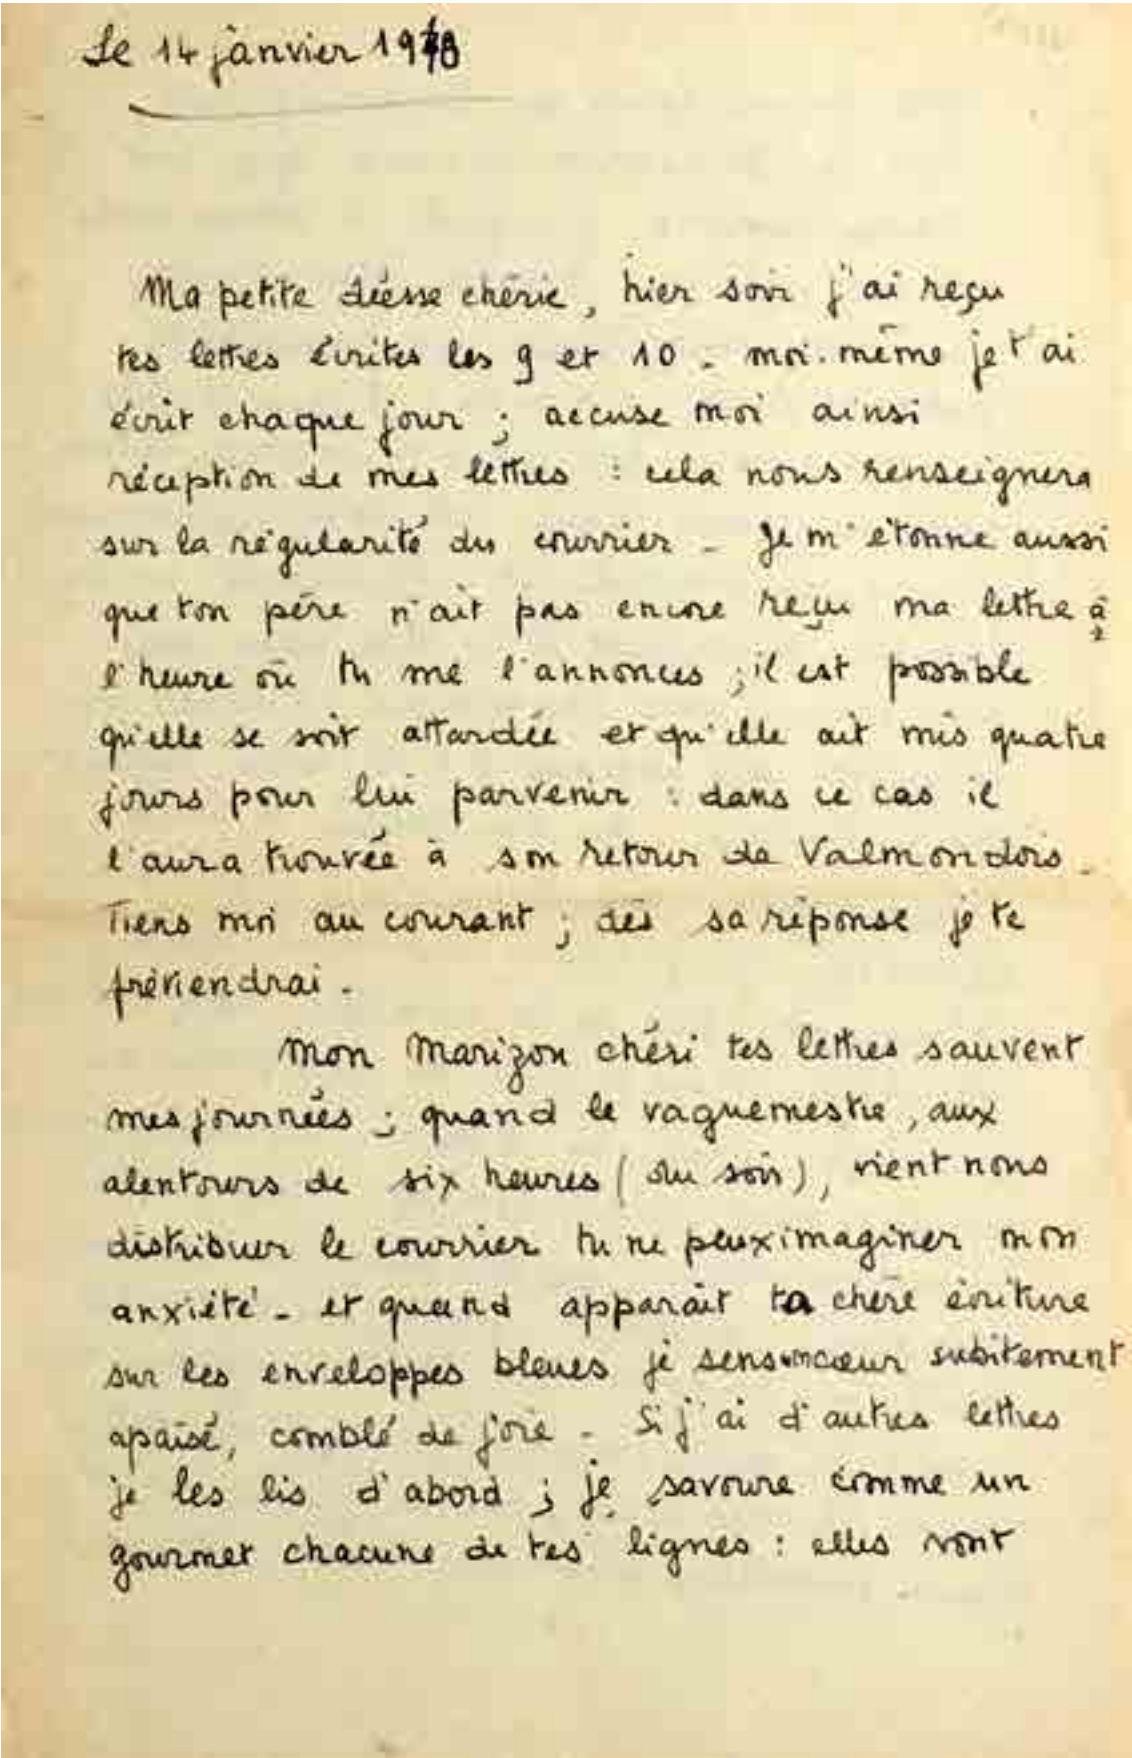 Le 14 janvier 1918
Ma petite déesse chérie, hier soir j'ai reçu
tes lettres écrites les 9 et 10 - moi-même je t'ai
écrit chaque jour ; accuse moi ainsi
réception de mes lettres : cela nous renseignera
sur la régularité du courrier - Je m'étonne aussi
que ton père n'ait pas encore reçu ma lettre à
l'heure où tu me l'annonces ; il est possible
qu'elle se soit attardée et qu'elle ait mis quatre
jours pour lui parvenir : dans ce cas il
l'aura trouvée à son retour de Valmondois -
Tiens moi au courant ; dès sa réponse je te
préviendrai .
Mon Marizon chéri tes lettres sauvent
mes journées ; quand le vaguemestre, aux
alentours de six heures ( du soir ), vient nous
distribuer le courrier tu ne peux imaginer mon
anxiété - et quand apparaît ta chère écriture
sur les enveloppes bleues je sens mon cœur subitement
apaisé, comblé de joie - Si j'ai d'autres lettres
je les lis d'abord ; je savoure comme un
gourmet chacune de tes lignes : elles vont